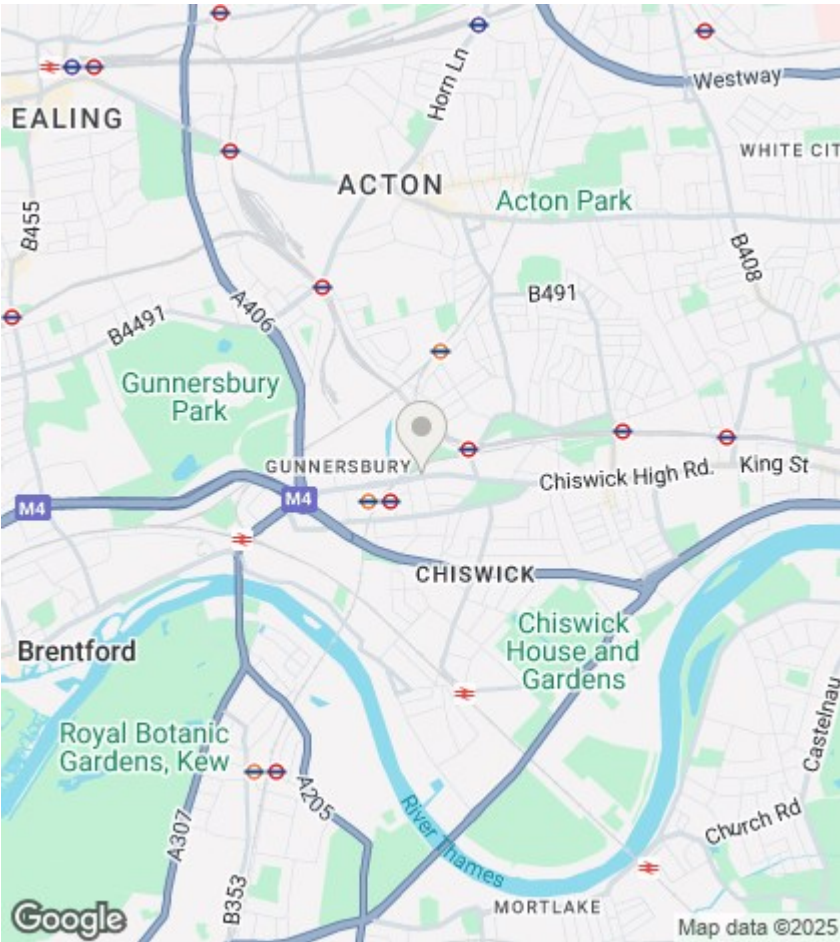 Horn Ln
Westway
EALING
WHITE CIT
ACTON
Acton Park
B455
B408
B491
A406
B4491
Gunnersbury
Park
GUNNERSBURY
Chiswick High Rd.
King St
M4
M4
CHISWICK
Chiswick
House and
Gardens
Brentford
Royal Botanic
Gardens, Kew
Castelnau
A205
A307
River Thames
Church Rd
B353
MORTLAKE
Google
Map data ©2025